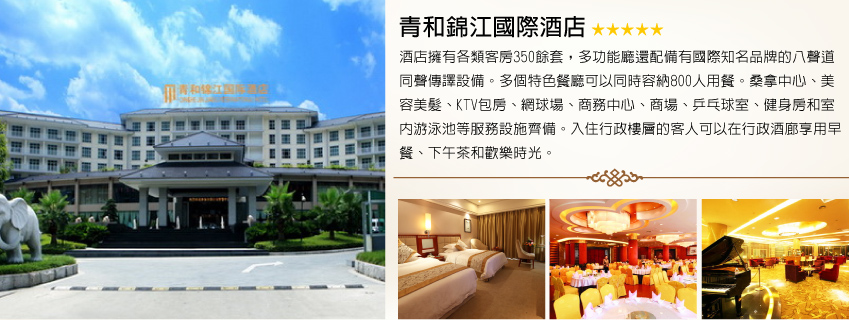 青和錦江国際酒店
青和錦江國際酒店 ★★★★★
酒店擁有各類客房350餘套，多功能廳還配備有國際知名品牌的八聲道
同聲傳譯設備。多個特色餐廳可以同時容納800人用餐。桑拿中心、美
容美髮、KTV包房、網球場、商務中心、商場、乒乓球室、健身房和室
内游泳池等服務設施齊備。入住行政樓層的客人可以在行政酒廊享用早
餐、下午茶和歡樂時光。